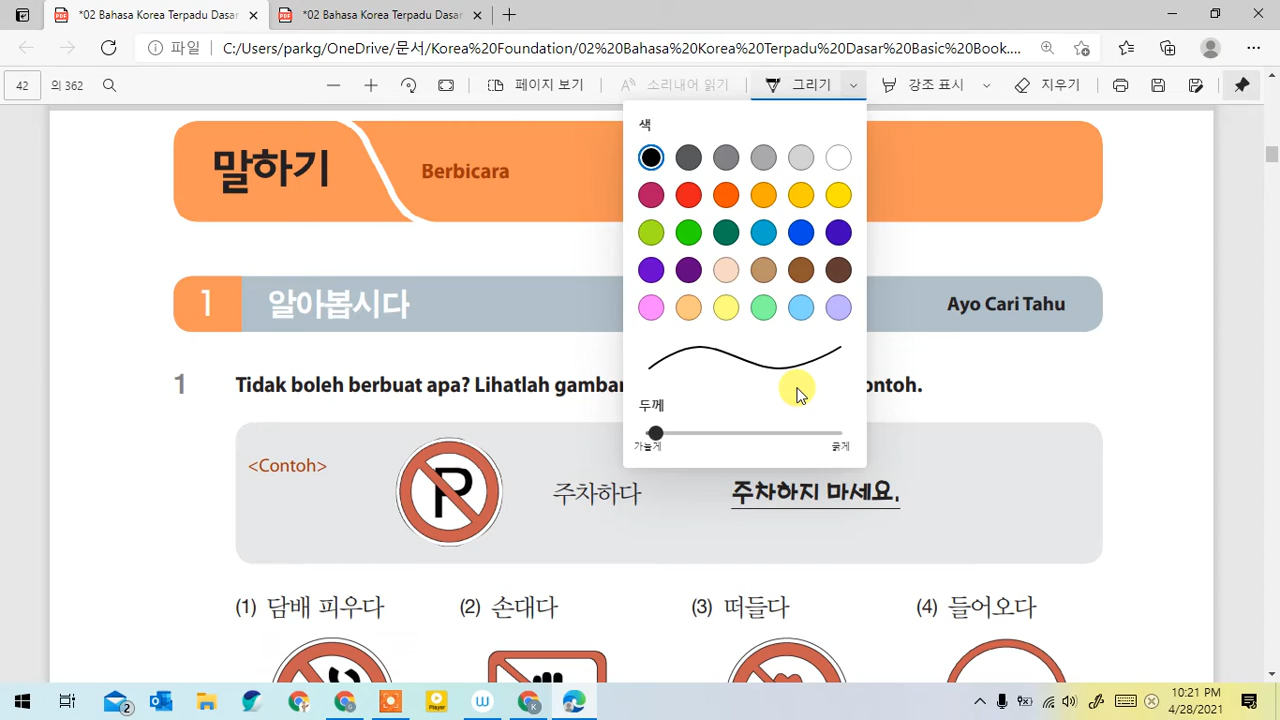 *02 Bahasa Korea Terpadu Dasar
*02 Bahasa Korea Terpadu Dasar
파일 C:/Users/parkg/OneDrive/문서/Korea%20Foundation/02%20Bahasa%20Korea%20Terpadu%20Dasar%20Basic%20Book....
42 의 362 페이지 보기 소리내어 읽기 그리기 강조 표시 지우기
색
두께
가늘게 굵게
말하기 Berbicara
1 알아봅시다 Ayo Cari Tahu
1 Tidak boleh berbuat apa? Lihatlah gambar ontoh.
<Contoh> P 주차하다 주차하지 마세요.
(1) 담배 피우다 (2) 손대다 (3) 떠들다 (4) 들어오다
2 Player W K
10:21 PM
4/28/2021